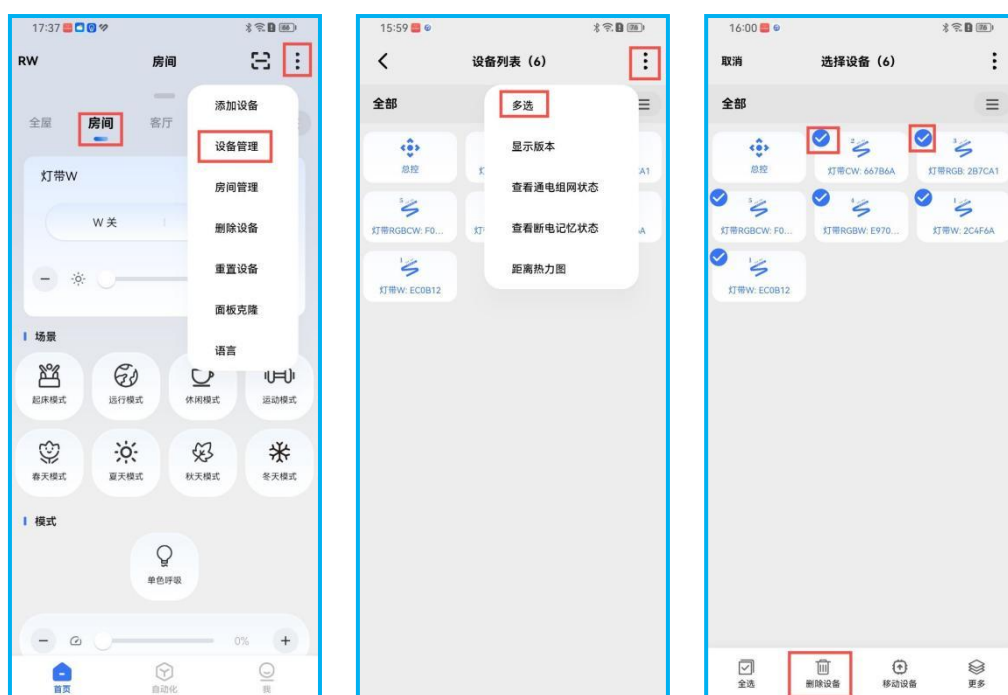 17:37
66
RW
房间
添加设备
全屋
房间
客厅
设备管理
灯带W
房间管理
W 关
删除设备
重置设备
面板克隆
场景
语言
起床模式
远行模式
休闲模式
运动模式
春天模式
夏天模式
秋天模式
冬天模式
模式
单色呼吸
0%
首页
自动化
我
15:59
设备列表（6）
全部
多选
显示版本
总控
灯
A1
查看通电组网状态
查看断电记忆状态
灯带RGBCW: F0...
距离热力图
灯带W: EC0B12
16:00
取消
选择设备（6）
全部
总控
灯带CW: 667B6A
灯带RGB: 2B7CA1
灯带RGBCW: F0...
灯带RGBW: E970...
灯带W: 2C4F6A
灯带W: EC0B12
全选
删除设备
移动设备
更多